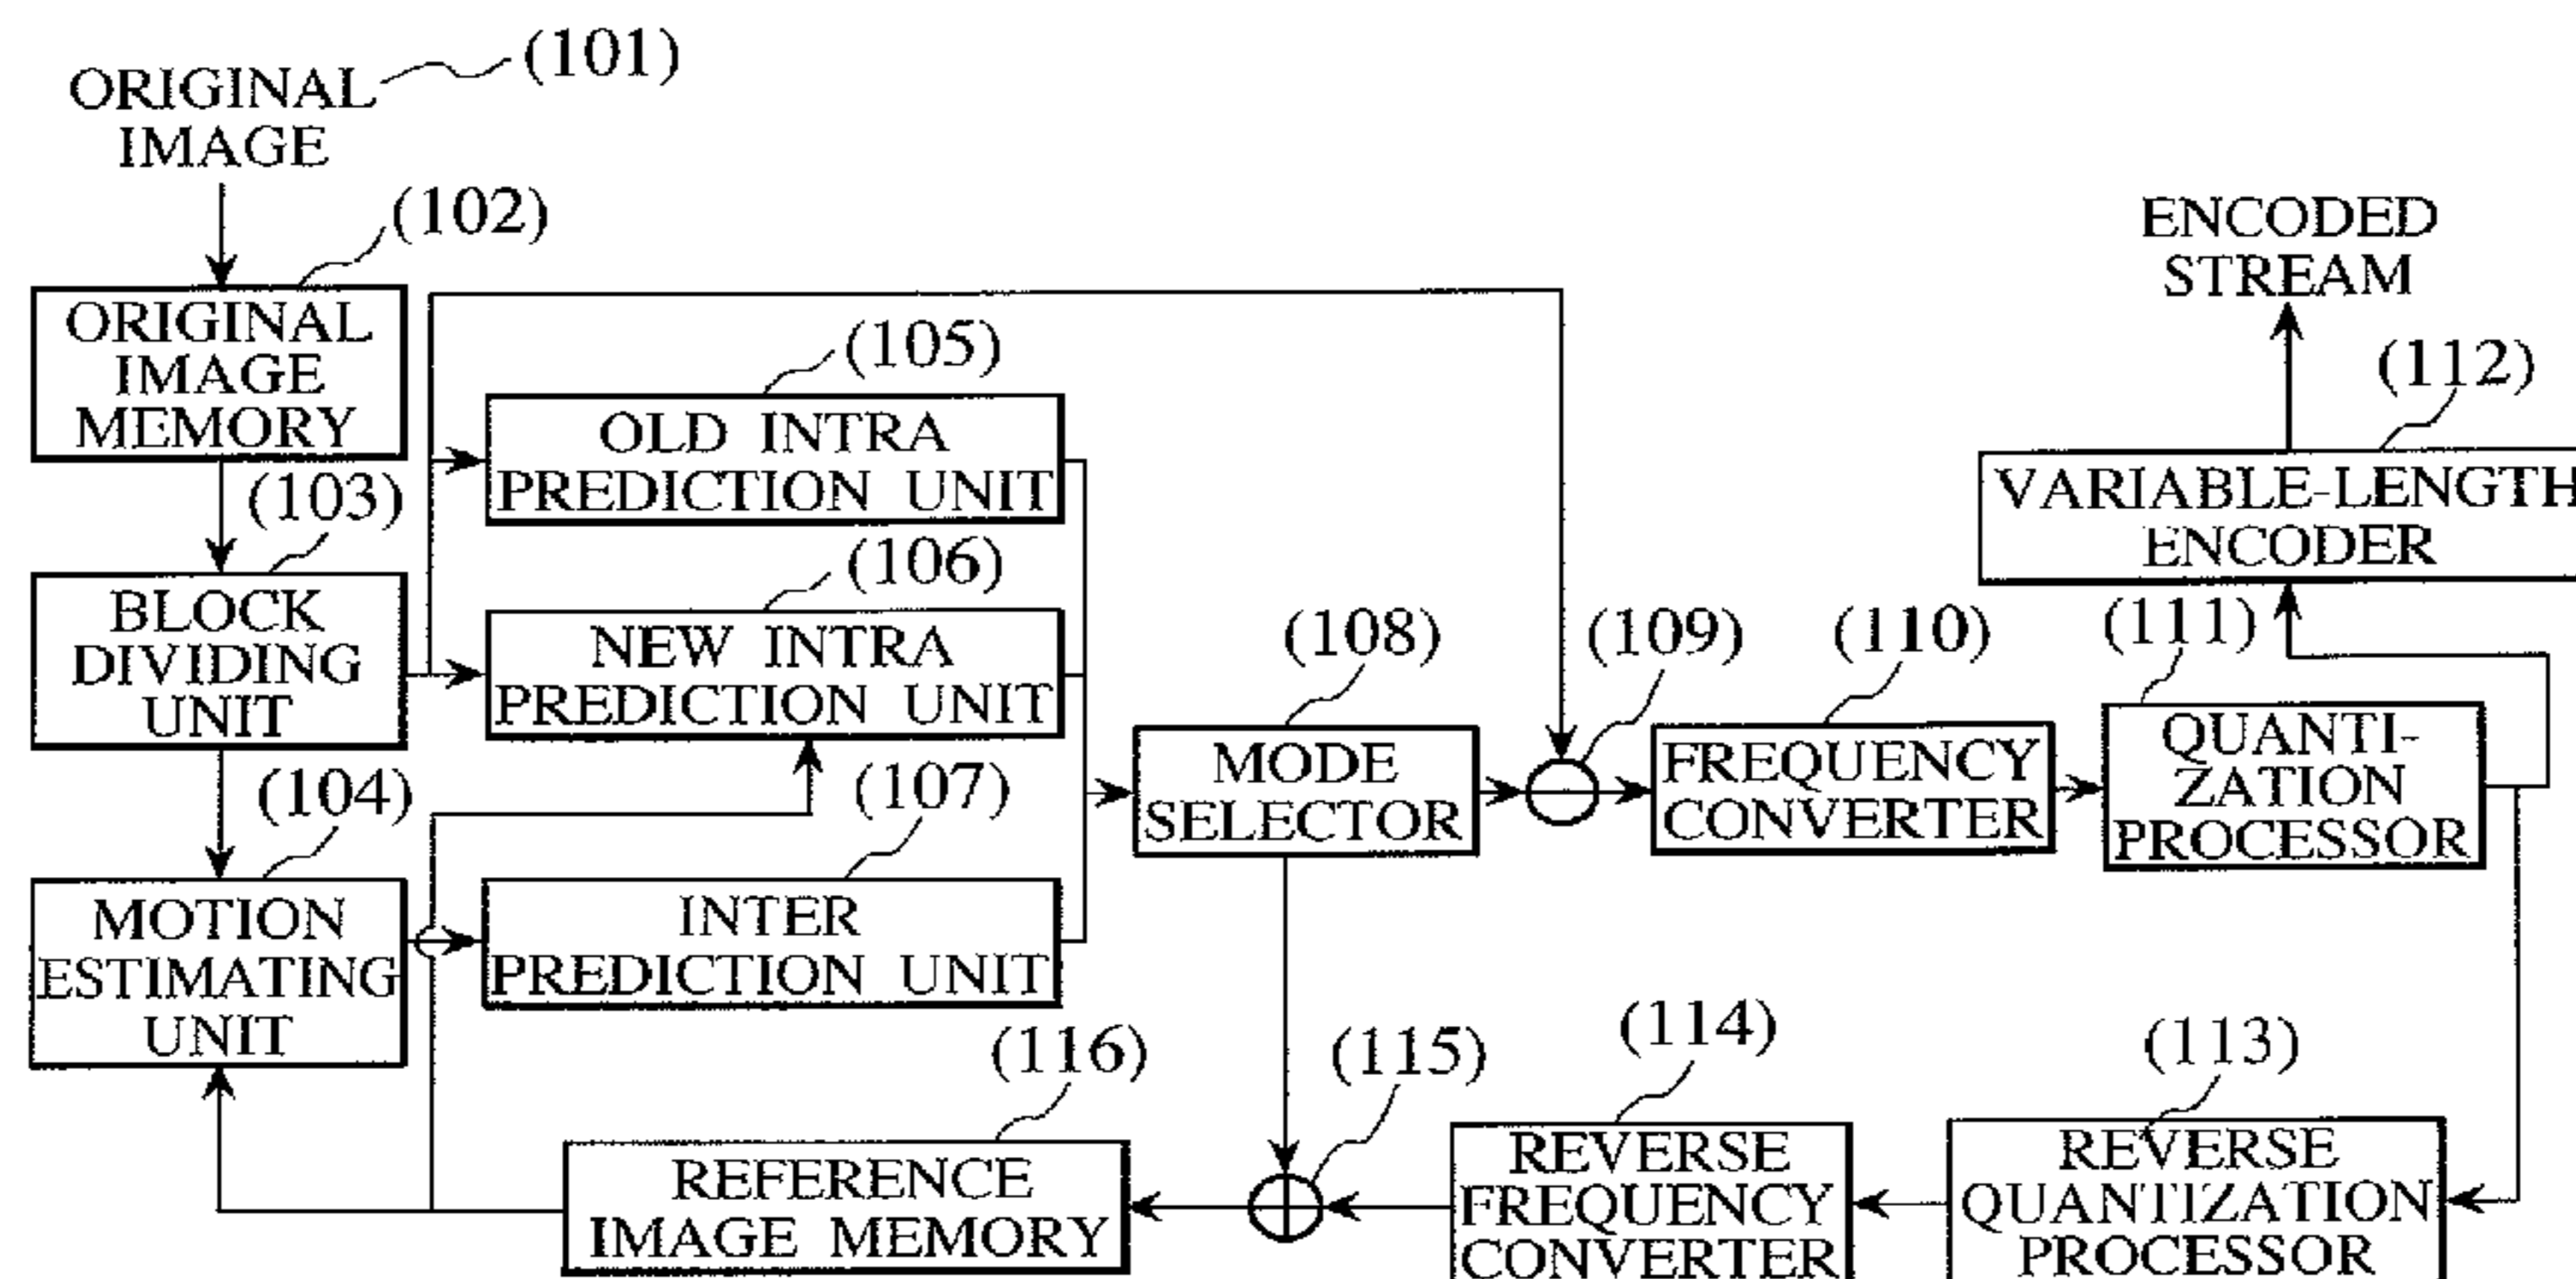 (101)
ORIGINAL
IMAGE
(102)
ORIGINAL
IMAGE
MEMORY
(103)
BLOCK
DIVIDING
UNIT
(104)
MOTION
ESTIMATING
UNIT
(105)
OLD INTRA
PREDICTION UNIT
(106)
NEW INTRA
PREDICTION UNIT
(107)
INTER
PREDICTION UNIT
(108)
MODE
SELECTOR
(109)
(110)
FREQUENCY
CONVERTER
(111)
QUANTI-
ZATION
PROCESSOR
ENCODED
STREAM
(112)
VARIABLE-LENGTH
ENCODER
(113)
REVERSE
QUANTIZATION
PROCESSOR
(114)
REVERSE
FREQUENCY
CONVERTER
(115)
(116)
REFERENCE
IMAGE MEMORY